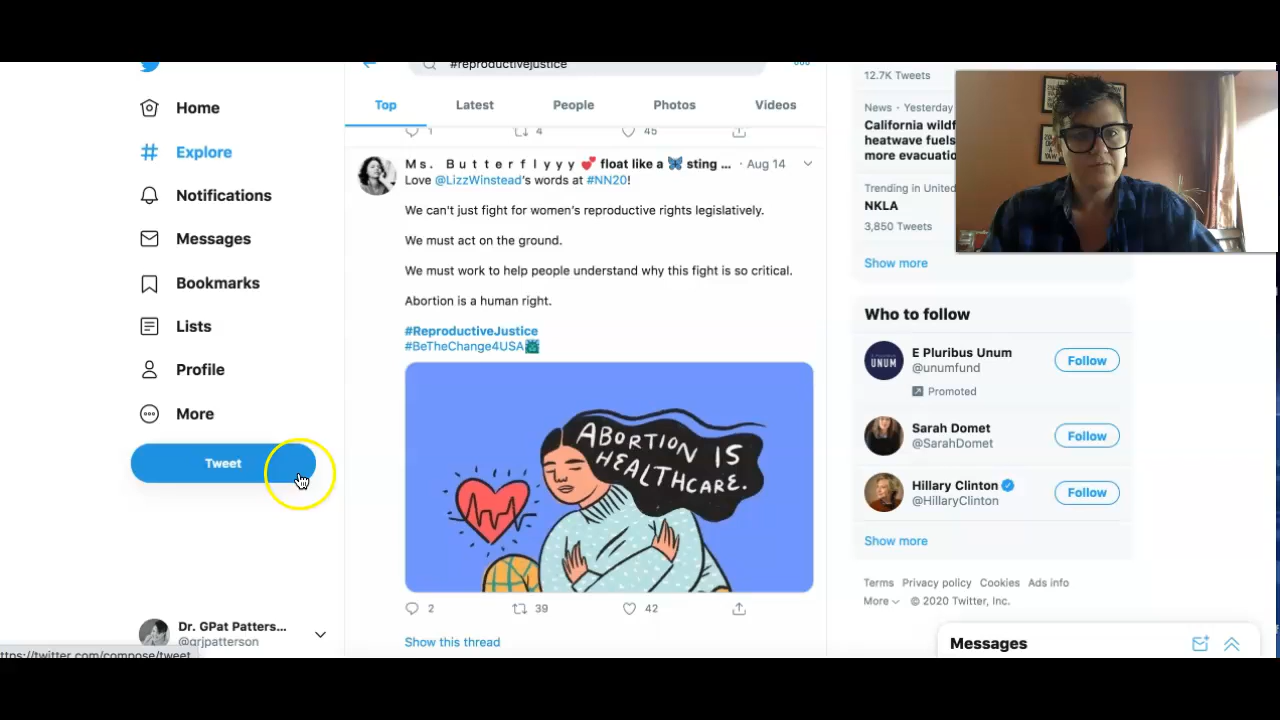 #reproductivejustice
Home
Explore
Notifications
Messages
Bookmarks
Lists
Profile
More
Tweet
Dr. GPat Patters...
@grjpatterson
ttps://twitter.com/compose/tweet
Top Latest People Photos Videos
1 4 45
Ms. Butterflyyy 💕 float like a 🦋 sting ... · Aug 14
Love @LizzWinstead's words at #NN20!
We can't just fight for women's reproductive rights legislatively.
We must act on the ground.
We must work to help people understand why this fight is so critical.
Abortion is a human right.
#ReproductiveJustice
#BeTheChange4USA
ABORTION IS
HEALTHCARE.
2 39 42
Show this thread
12.7K Tweets
News · Yesterday
California wildf
heatwave fuels
more evacuatio
Trending in United
NKLA
3,850 Tweets
Show more
Who to follow
E Pluribus Unum
@unumfund
Promoted
Follow
UNUM
Sarah Domet
@SarahDomet
Follow
Hillary Clinton
@HillaryClinton
Follow
Show more
Terms Privacy policy Cookies Ads info
More © 2020 Twitter, Inc.
Messages